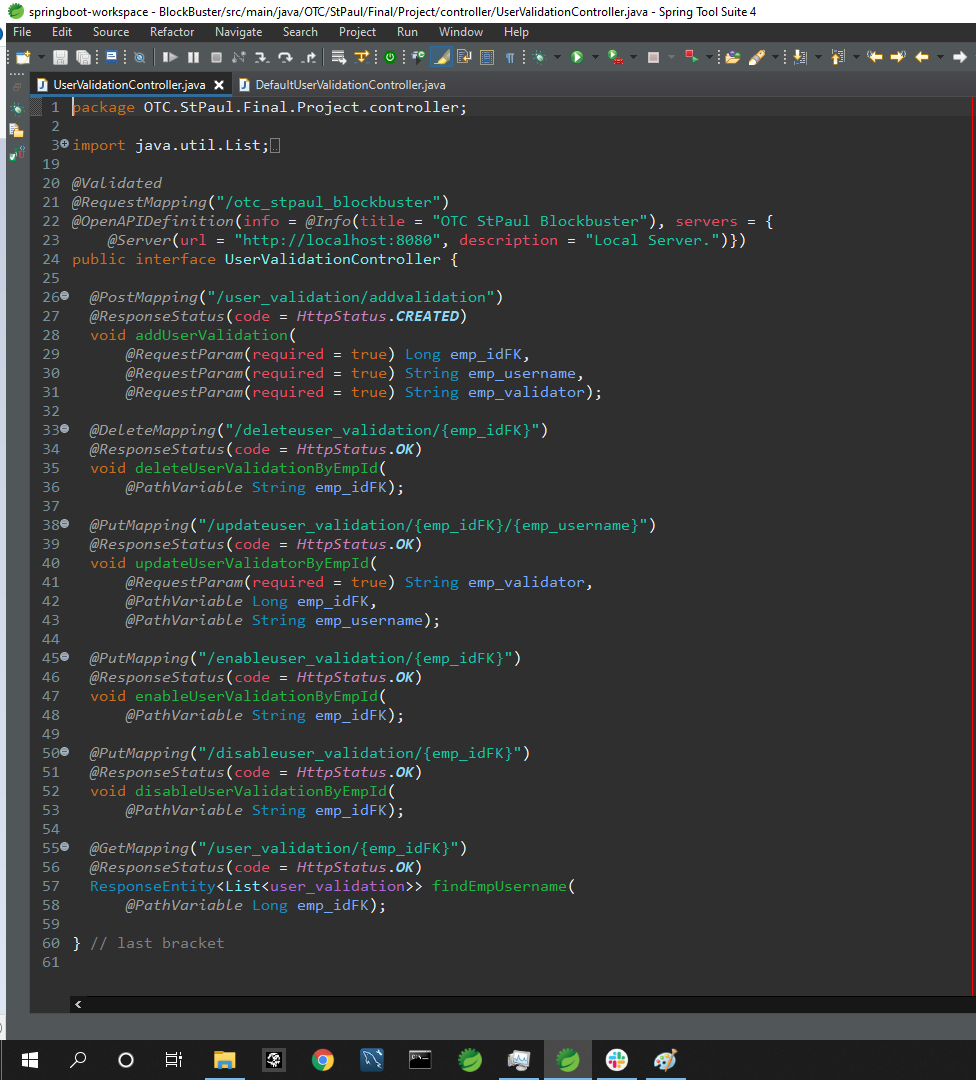 springboot-workspace - BlockBuster/src/main/java/OTC/StPaul/Final/Project/controller/UserValidationController.java - Spring Tool Suite 4
File Edit Source Refactor Navigate Search Project Run Window Help
UserValidationController.java DefaultUserValidationController.java
1 package OTC.StPaul.Final.Project.controller;
2
3 import java.util.List;
19
20 @Validated
21 @RequestMapping("/otc_stpaul_blockbuster")
22 @OpenAPIDefinition(info = @Info(title = "OTC StPaul Blockbuster"), servers = {
23     @Server(url = "http://localhost:8080", description = "Local Server.")})
24 public interface UserValidationController {
25
26   @PostMapping("/user_validation/addvalidation")
27   @ResponseStatus(code = HttpStatus.CREATED)
28   void addUserValidation(
29       @RequestParam(required = true) Long emp_idFK,
30       @RequestParam(required = true) String emp_username,
31       @RequestParam(required = true) String emp_validator);
32
33   @DeleteMapping("/deleteuser_validation/{emp_idFK}")
34   @ResponseStatus(code = HttpStatus.OK)
35   void deleteUserValidationByEmpId(
36       @PathVariable String emp_idFK);
37
38   @PutMapping("/updateuser_validation/{emp_idFK}/{emp_username}")
39   @ResponseStatus(code = HttpStatus.OK)
40   void updateUserValidatorByEmpId(
41       @RequestParam(required = true) String emp_validator,
42       @PathVariable Long emp_idFK,
43       @PathVariable String emp_username);
44
45   @PutMapping("/enableuser_validation/{emp_idFK}")
46   @ResponseStatus(code = HttpStatus.OK)
47   void enableUserValidationByEmpId(
48       @PathVariable String emp_idFK);
49
50   @PutMapping("/disableuser_validation/{emp_idFK}")
51   @ResponseStatus(code = HttpStatus.OK)
52   void disableUserValidationByEmpId(
53       @PathVariable String emp_idFK);
54
55   @GetMapping("/user_validation/{emp_idFK}")
56   @ResponseStatus(code = HttpStatus.OK)
57   ResponseEntity<List<user_validation>> findEmpUsername(
58       @PathVariable Long emp_idFK);
59
60 } // last bracket
61